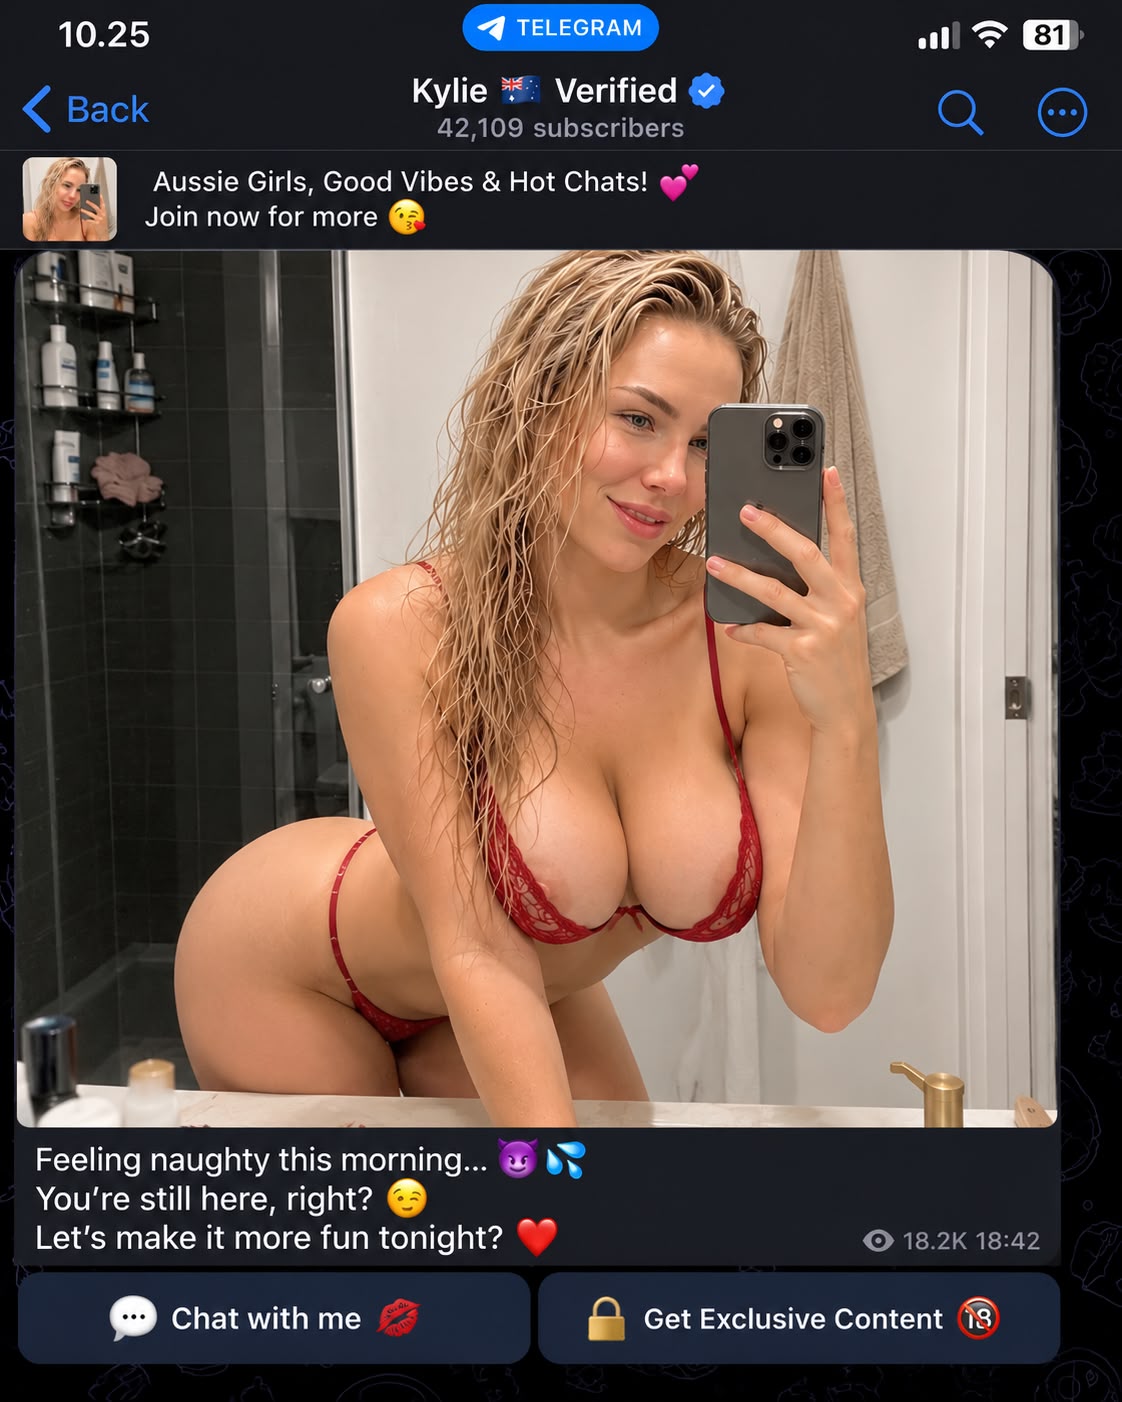 10.25
TELEGRAM
81
Back
Kylie 🇦🇺 Verified
42,109 subscribers
Aussie Girls, Good Vibes & Hot Chats! 💕
Join now for more 😘
Feeling naughty this morning... 😈💦
You’re still here, right? 😉
Let’s make it more fun tonight? ❤️
18.2K 18:42
Chat with me 💋
Get Exclusive Content 🔞